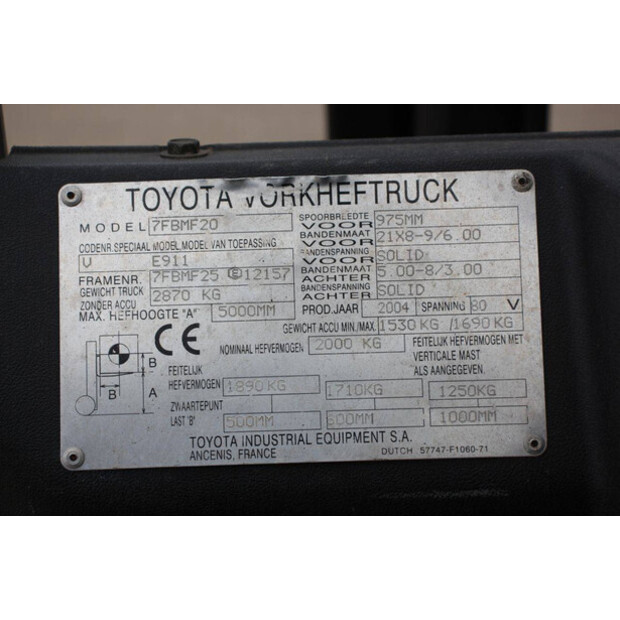 TOYOTA VORKHEFTRUCK
MODEL 7FBMF20
CODENR.SPECIAAL MODEL MODEL VAN TOEPASSING
V E911
FRAMENR. 7FBMF25 E 12157
GEWICHT TRUCK
ZONDER ACCU 2870 KG
MAX. HEFHOOGTE "A" 5000MM
SPOORBREEDTE
VOOR 975MM
BANDENMAAT
VOOR 21X8-9/6.00
BANDENSPANNING
VOOR SOLID
BANDENMAAT
ACHTER 5.00-8/3.00
BANDENSPANNING
ACHTER SOLID
PROD.JAAR 2004 SPANNING 80 V
GEWICHT ACCU MIN./MAX. 1530 KG /1690 KG
CE
NOMINAAL HEFVERMOGEN 2000 KG
FEITELIJK HEFVERMOGEN MET
VERTICALE MAST
ALS AANGEGEVEN.
B
B A
FEITELIJK
HEFVERMOGEN 1890KG 1710KG 1250KG
ZWAARTEPUNT
LAST 'B' 500MM 600MM 1000MM
TOYOTA INDUSTRIAL EQUIPMENT S.A.
ANCENIS, FRANCE
DUTCH 57747-F1060-71